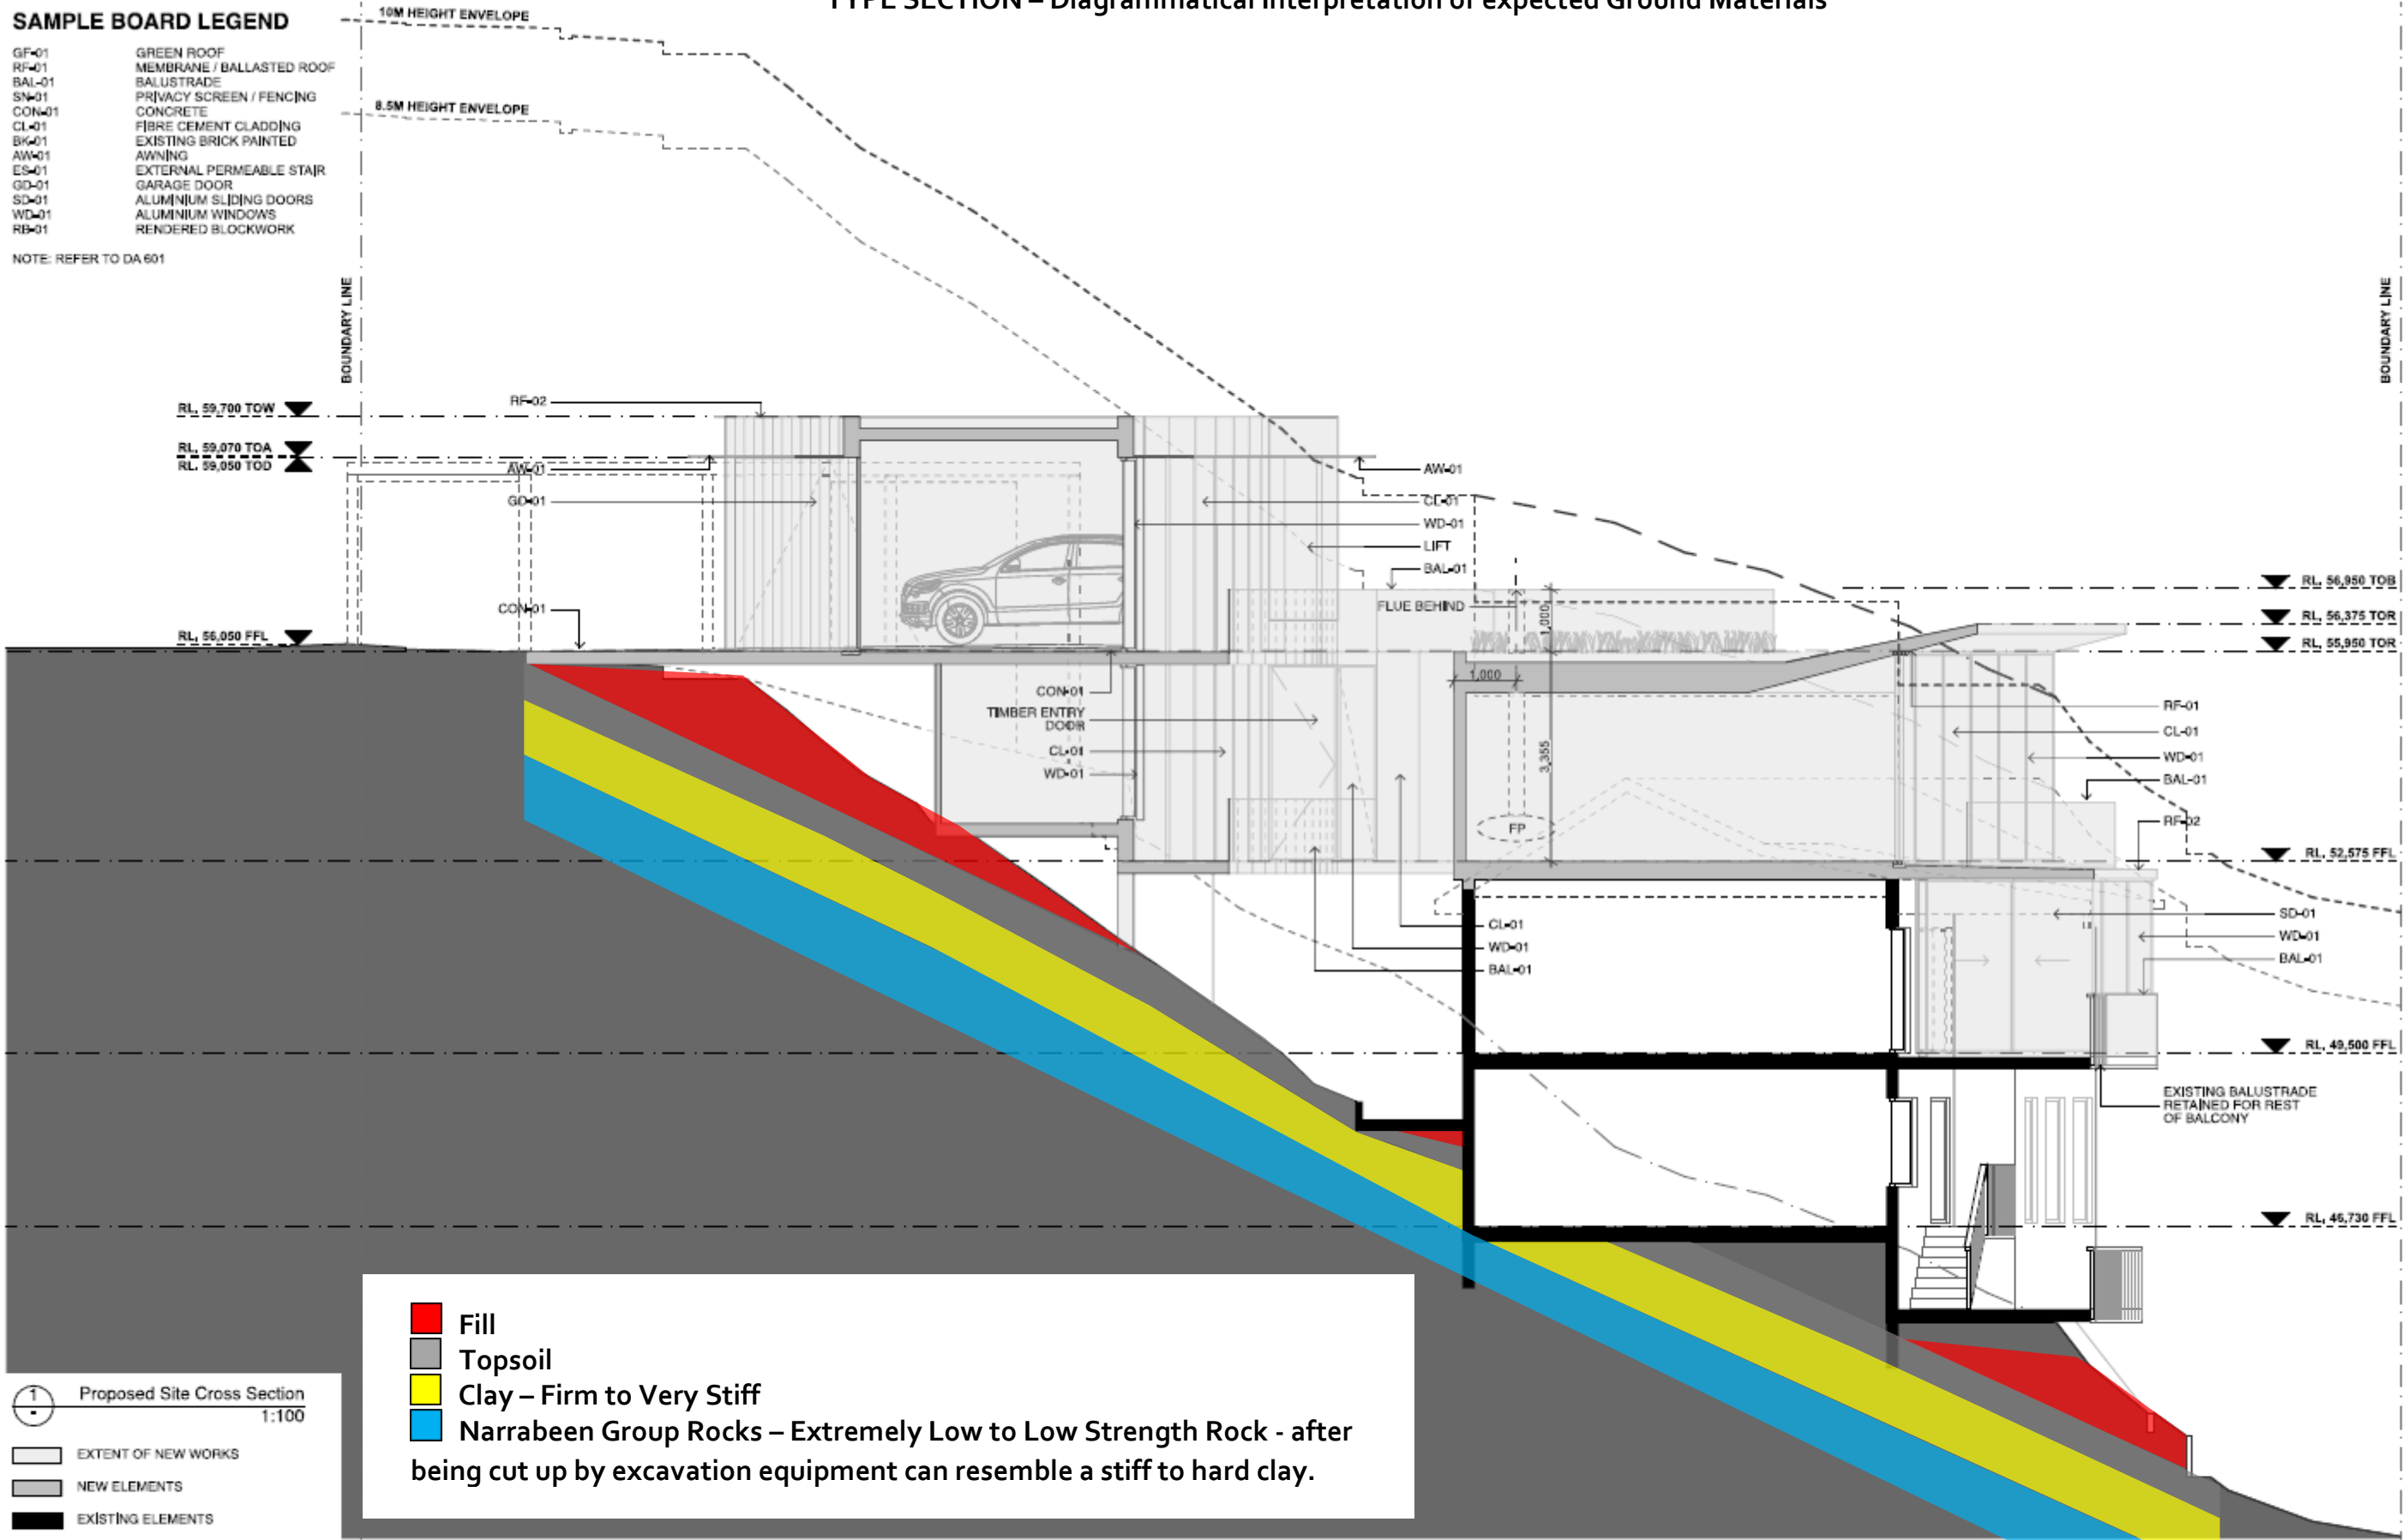 TYPE SECTION – Diagrammatical Interpretation of expected Ground Materials
SAMPLE BOARD LEGEND
GF-01 GREEN ROOF
RF-01 MEMBRANE / BALLASTED ROOF
BAL-01 BALUSTRADE
SN-01 PRIVACY SCREEN / FENCING
CON-01 CONCRETE
CL-01 FIBRE CEMENT CLADDING
BK-01 EXISTING BRICK PAINTED
AW-01 AWNING
ES-01 EXTERNAL PERMEABLE STAIR
GD-01 GARAGE DOOR
SD-01 ALUMINIUM SLIDING DOORS
WD-01 ALUMINIUM WINDOWS
RB-01 RENDERED BLOCKWORK
NOTE: REFER TO DA 601
10M HEIGHT ENVELOPE
8.5M HEIGHT ENVELOPE
BOUNDARY LINE
BOUNDARY LINE
RL. 59,700 TOW
RL. 59,070 TOA
RL. 59,050 TOD
RL. 56,050 FFL
RF-02
AW-01
GD-01
CON-01
AW-01
CL-01
WD-01
LIFT
BAL-01
FLUE BEHIND
1,000
1,000
3,355
FP
CON-01
TIMBER ENTRY
DOOR
CL-01
WD-01
CL-01
WD-01
BAL-01
RL. 56,950 TOB
RL. 56,375 TOR
RL. 55,950 TOR
RF-01
CL-01
WD-01
BAL-01
RF-02
RL. 52,575 FFL
SD-01
WD-01
BAL-01
RL. 49,500 FFL
EXISTING BALUSTRADE
RETAINED FOR REST
OF BALCONY
RL. 46,730 FFL
Fill
Topsoil
Clay – Firm to Very Stiff
Narrabeen Group Rocks – Extremely Low to Low Strength Rock - after
being cut up by excavation equipment can resemble a stiff to hard clay.
1
-
Proposed Site Cross Section
1:100
EXTENT OF NEW WORKS
NEW ELEMENTS
EXISTING ELEMENTS